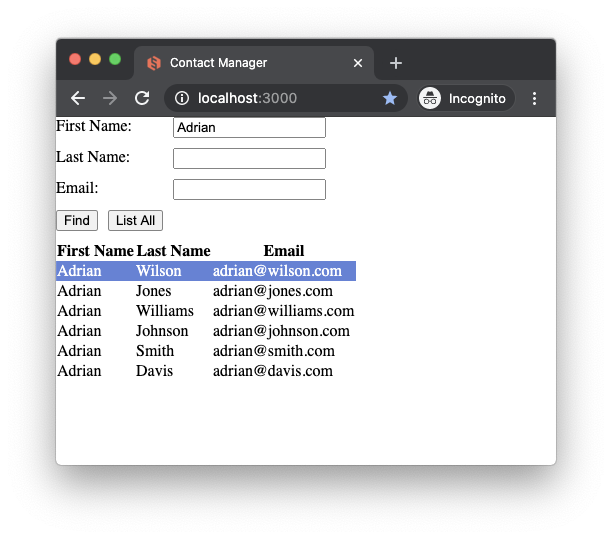 Contact Manager
localhost:3000
Incognito
First Name: Adrian
Last Name:
Email:
Find List All
First Name Last Name Email
Adrian Wilson adrian@wilson.com
Adrian Jones adrian@jones.com
Adrian Williams adrian@williams.com
Adrian Johnson adrian@johnson.com
Adrian Smith adrian@smith.com
Adrian Davis adrian@davis.com